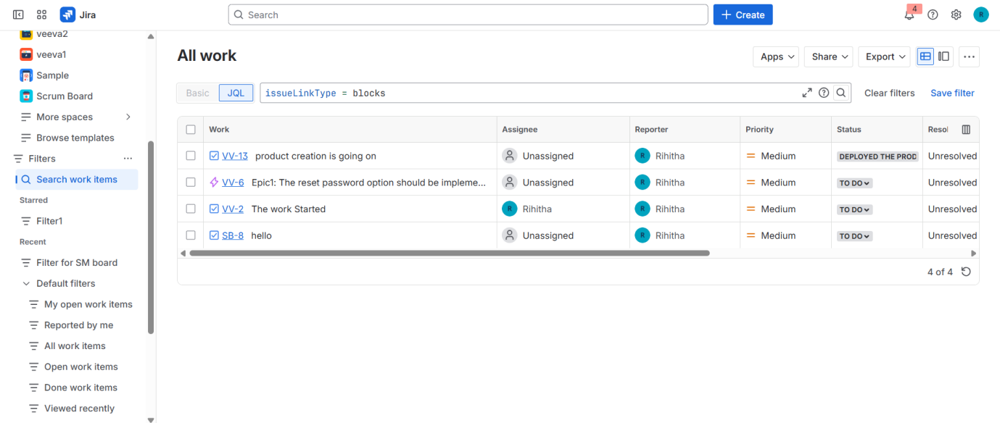 Jira
Search
Create
4
R
veeva2
veeva1
Sample
Scrum Board
More spaces
Browse templates
Filters
Search work items
Starred
Filter1
Recent
Filter for SM board
Default filters
My open work items
Reported by me
All work items
Open work items
Done work items
Viewed recently
All work
Apps
Share
Export
Basic
JQL
issueLinkType = blocks
Clear filters
Save filter
Work Assignee Reporter Priority Status Resol
VV-13 product creation is going on Unassigned R Rihitha Medium DEPLOYED THE PROD Unresolved
VV-6 Epic1: The reset password option should be impleme... Unassigned R Rihitha Medium TO DO Unresolved
VV-2 The work Started R Rihitha R Rihitha Medium TO DO Unresolved
SB-8 hello Unassigned R Rihitha Medium TO DO Unresolved
4 of 4